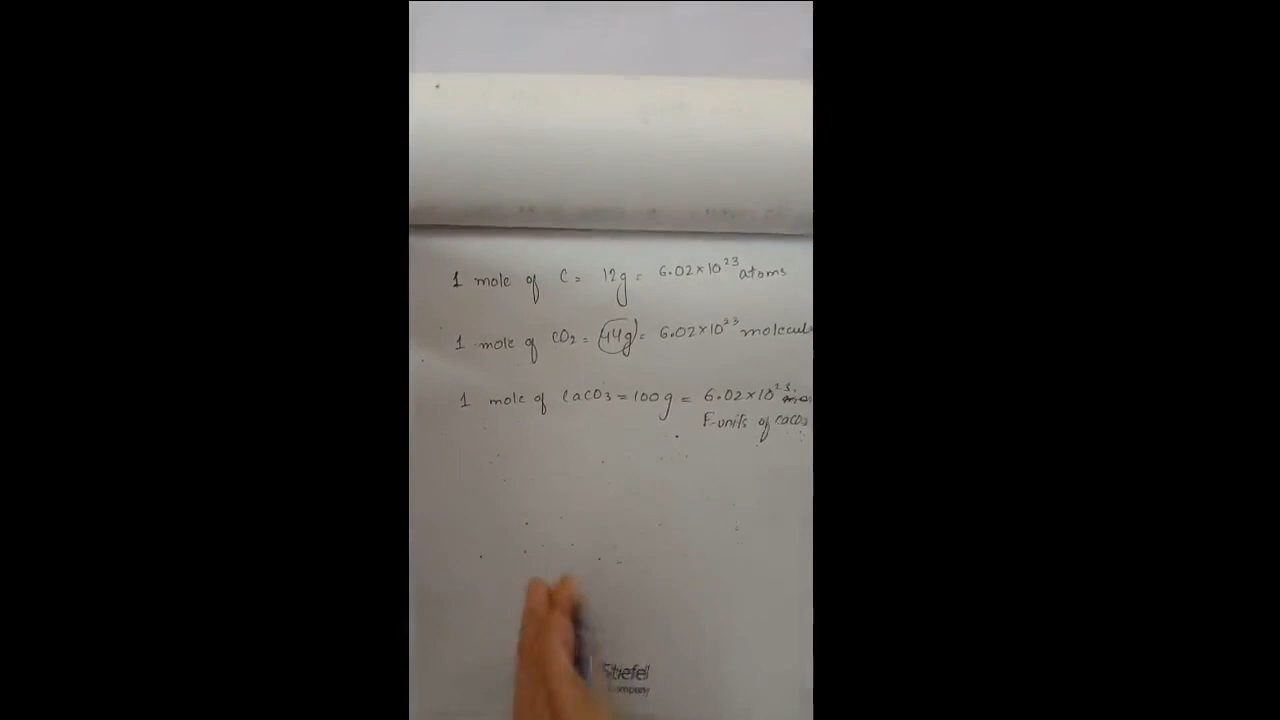 1 mole of C = 12g = 6.02×10²³ atoms
1 mole of CO₂ = 44g = 6.02×10²³ molecul
1 mole of CaCO₃ = 100g = 6.02×10²³
F-units of CaCO₃
Stiefel
company